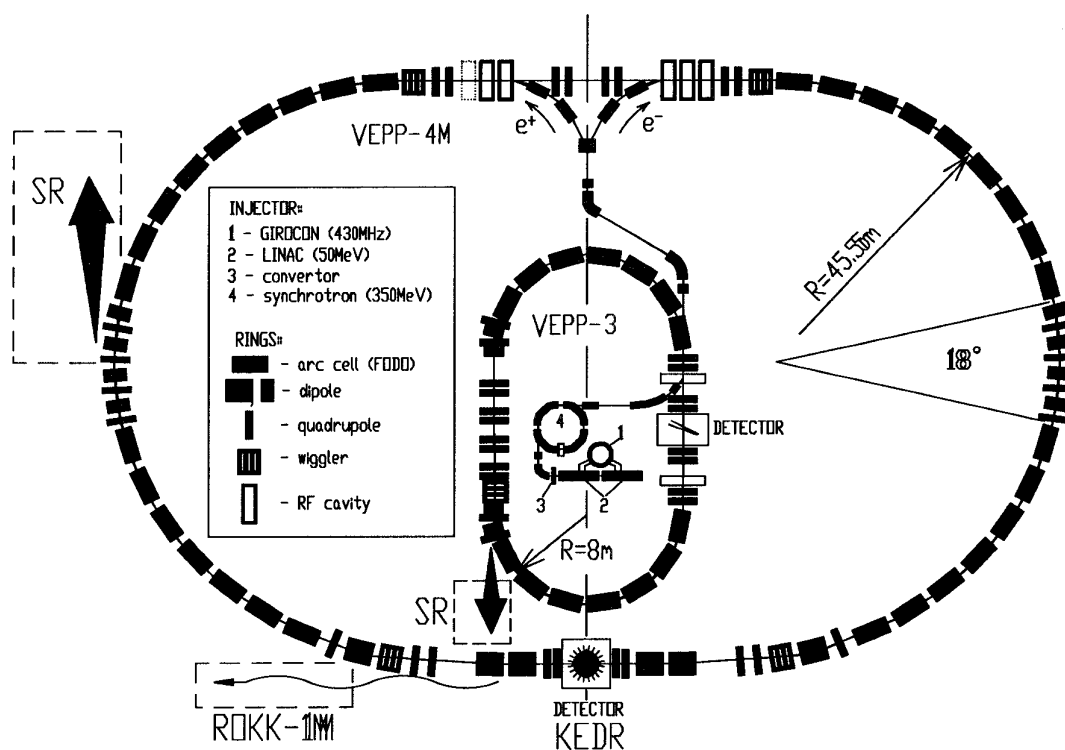 e⁺
e⁻
VEPP-4M
SR
INJECTOR:
1 - GIROCON (430MHz)
2 - LINAC (50MeV)
3 - convertor
4 - synchrotron (350MeV)
RINGS:
- arc cell (FODO)
- dipole
- quadrupole
- wiggler
- RF cavity
VEPP-3
R=45.5m
18°
4
1
DETECTOR
3
2
R=8m
SR
ROKK-1M
DETECTOR
KEDR